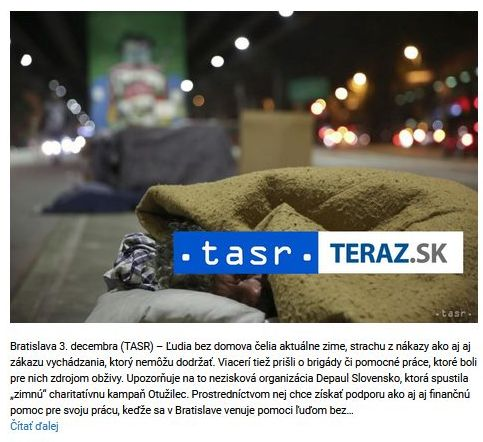 .tasr. TERAZ.SK
.tasr.
Bratislava 3. decembra (TASR) – Ľudia bez domova čelia aktuálne zime, strachu z nákazy ako aj aj
zákazu vychádzania, ktorý nemôžu dodržať. Viacerí tiež prišli o brigády či pomocné práce, ktoré boli
pre nich zdrojom obživy. Upozorňuje na to nezisková organizácia Depaul Slovensko, ktorá spustila
„zimnú“ charitatívnu kampaň Otužilec. Prostredníctvom nej chce získať podporu ako aj aj finančnú
pomoc pre svoju prácu, keďže sa v Bratislave venuje pomoci ľuďom bez…
Čítať ďalej